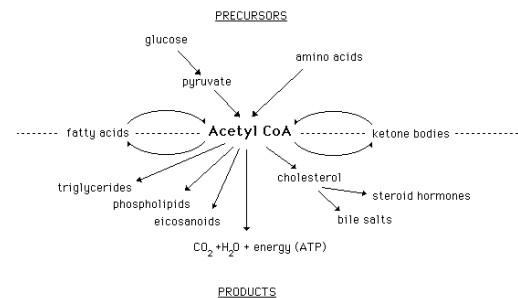 PRECURSORS
glucose
amino acids
pyruvate
fatty acids
Acetyl CoA
ketone bodies
cholesterol
triglycerides
steroid hormones
phospholipids
bile salts
eicosanoids
CO2 +H2O + energy (ATP)
PRODUCTS